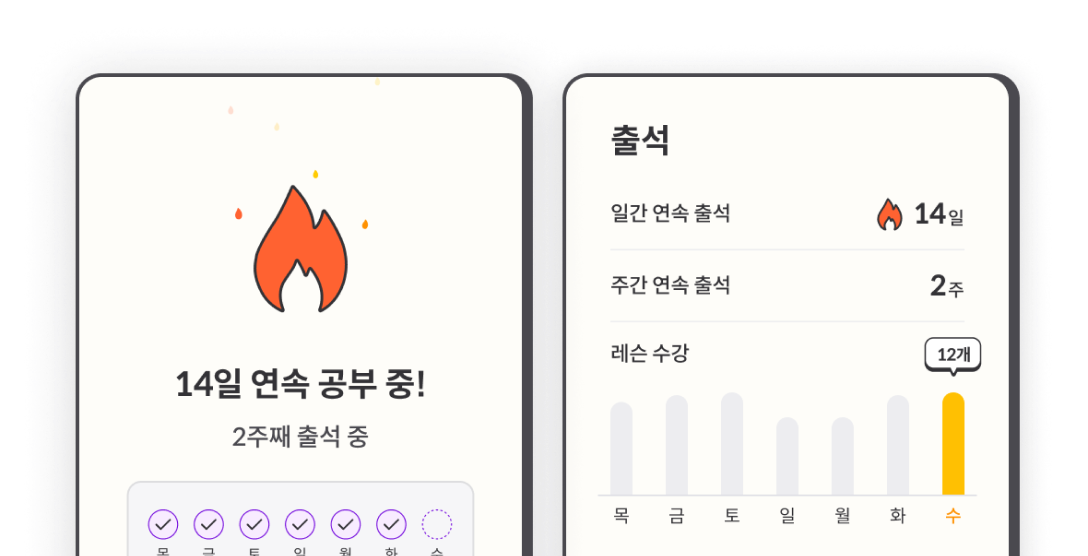 14일 연속 공부 중!
2주째 출석 중
목 금 토 일 월 화 수
출석
일간 연속 출석 14일
주간 연속 출석 2주
레슨 수강 12개
목 금 토 일 월 화 수